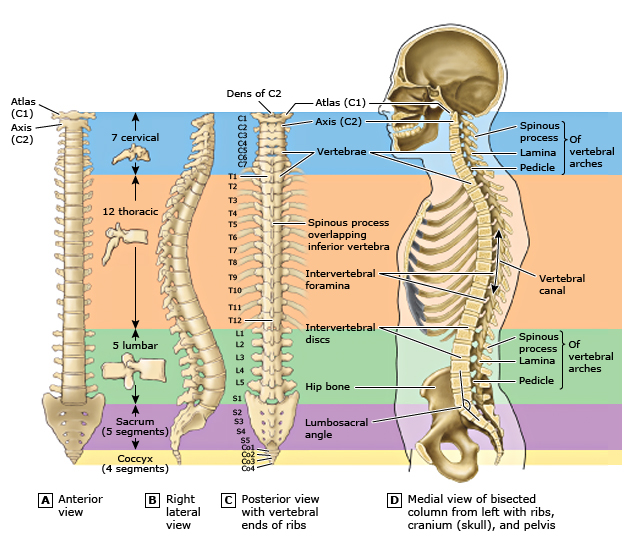 Dens of C2
Atlas
(C1)
Axis
(C2)
7 cervical
12 thoracic
5 lumbar
Sacrum
(5 segments)
Coccyx
(4 segments)
C1
C2
C3
C4
C5
C6
C7
T1
T2
T3
T4
T5
T6
T7
T8
T9
T10
T11
T12
L1
L2
L3
L4
L5
S1
S2
S3
S4
S5
Co1
Co2
Co3
Co4
Atlas (C1)
Axis (C2)
Vertebrae
Spinous process
overlapping
inferior vertebra
Intervertebral
foramina
Intervertebral
discs
Hip bone
Lumbosacral
angle
Spinous
process
Lamina
Pedicle
Of
vertebral
arches
Vertebral
canal
Spinous
process
Lamina
Pedicle
Of
vertebral
arches
A Anterior
view
B Right
lateral
view
C Posterior view
with vertebral
ends of ribs
D Medial view of bisected
column from left with ribs,
cranium (skull), and pelvis